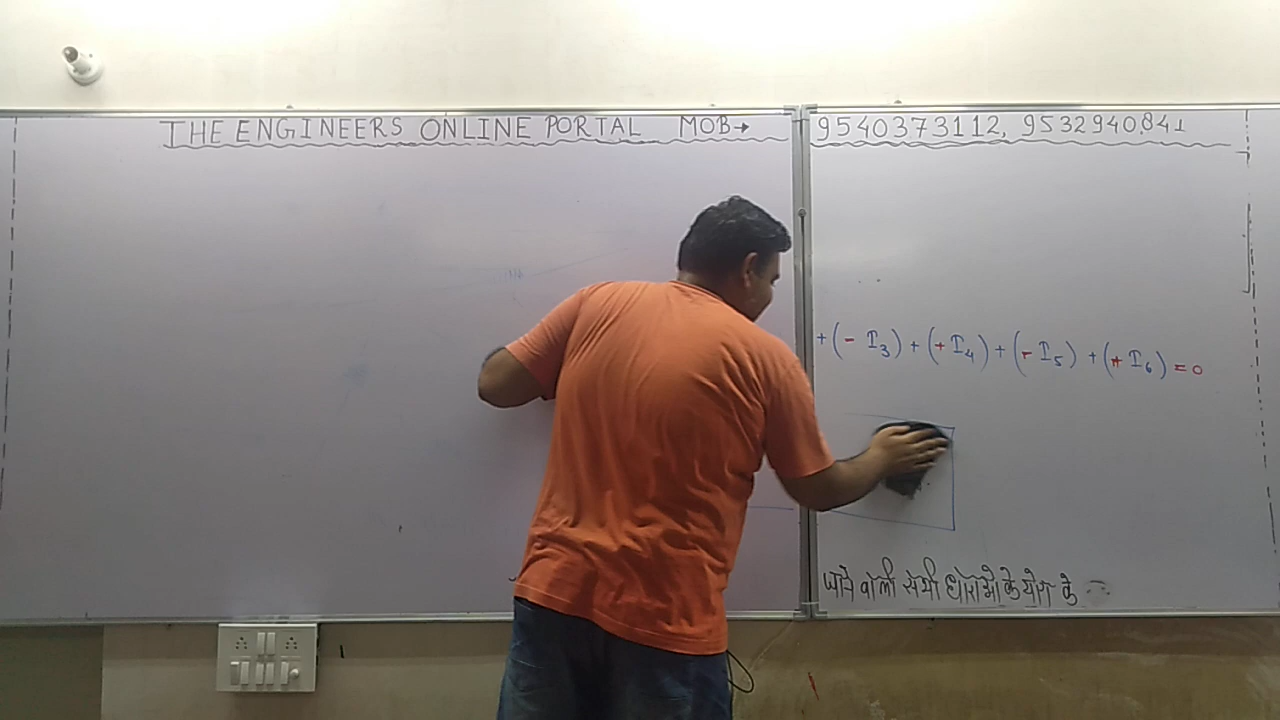 THE ENGINEERS ONLINE PORTAL MOB→ 9540373112, 9532940841
+(- I₃) + (+ I₄) + (- I₅) + (+ I₆) = 0
जाने वाली सभी धाराओं के योग के